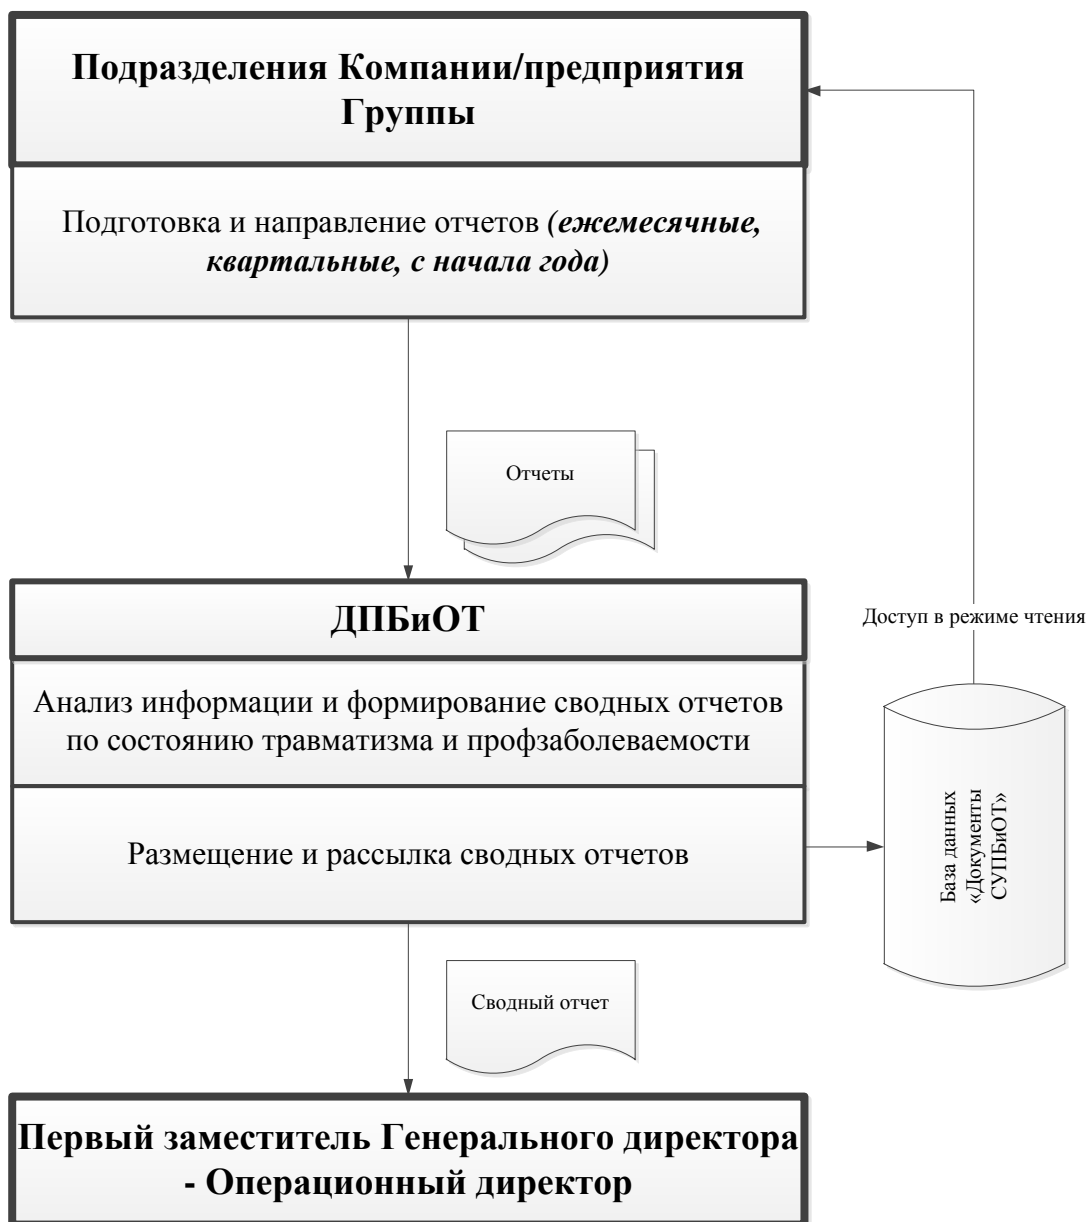 Подразделения Компании/предприятия
Группы
Подготовка и направление отчетов (ежемесячные,
квартальные, с начала года)
Отчеты
ДПБиОТ
Доступ в режиме чтения
Анализ информации и формирование сводных отчетов
по состоянию травматизма и профзаболеваемости
Размещение и рассылка сводных отчетов
База данных
«Документы
СУПБиОТ»
Сводный отчет
Первый заместитель Генерального директора
- Операционный директор